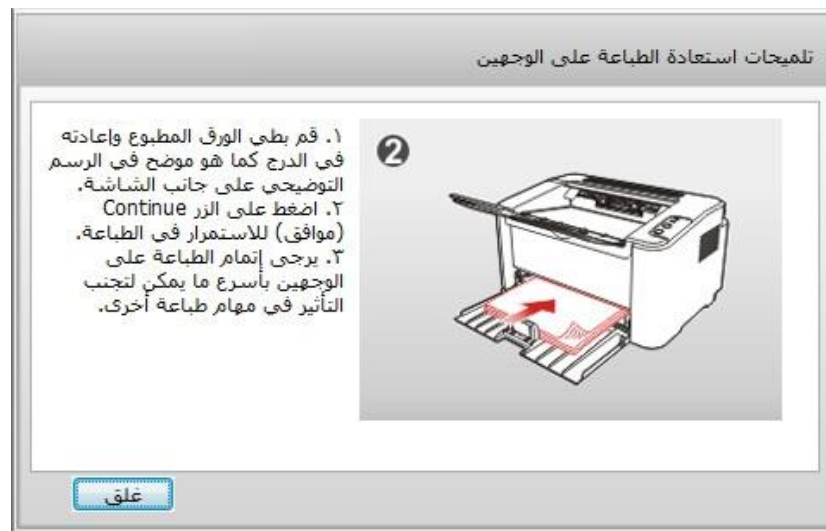 تلميحات استعادة الطباعة على الوجهين
١. قم بطي الورق المطبوع وإعادته
في الدرج كما هو موضح في الرسم
التوضيحي على جانب الشاشة.
٢. اضغط على الزر Continue
(موافق) للاستمرار في الطباعة.
٣. يرجى إتمام الطباعة على
الوجهين بأسرع ما يمكن لتجنب
التأثير في مهام طباعة أخرى.
2
غلق